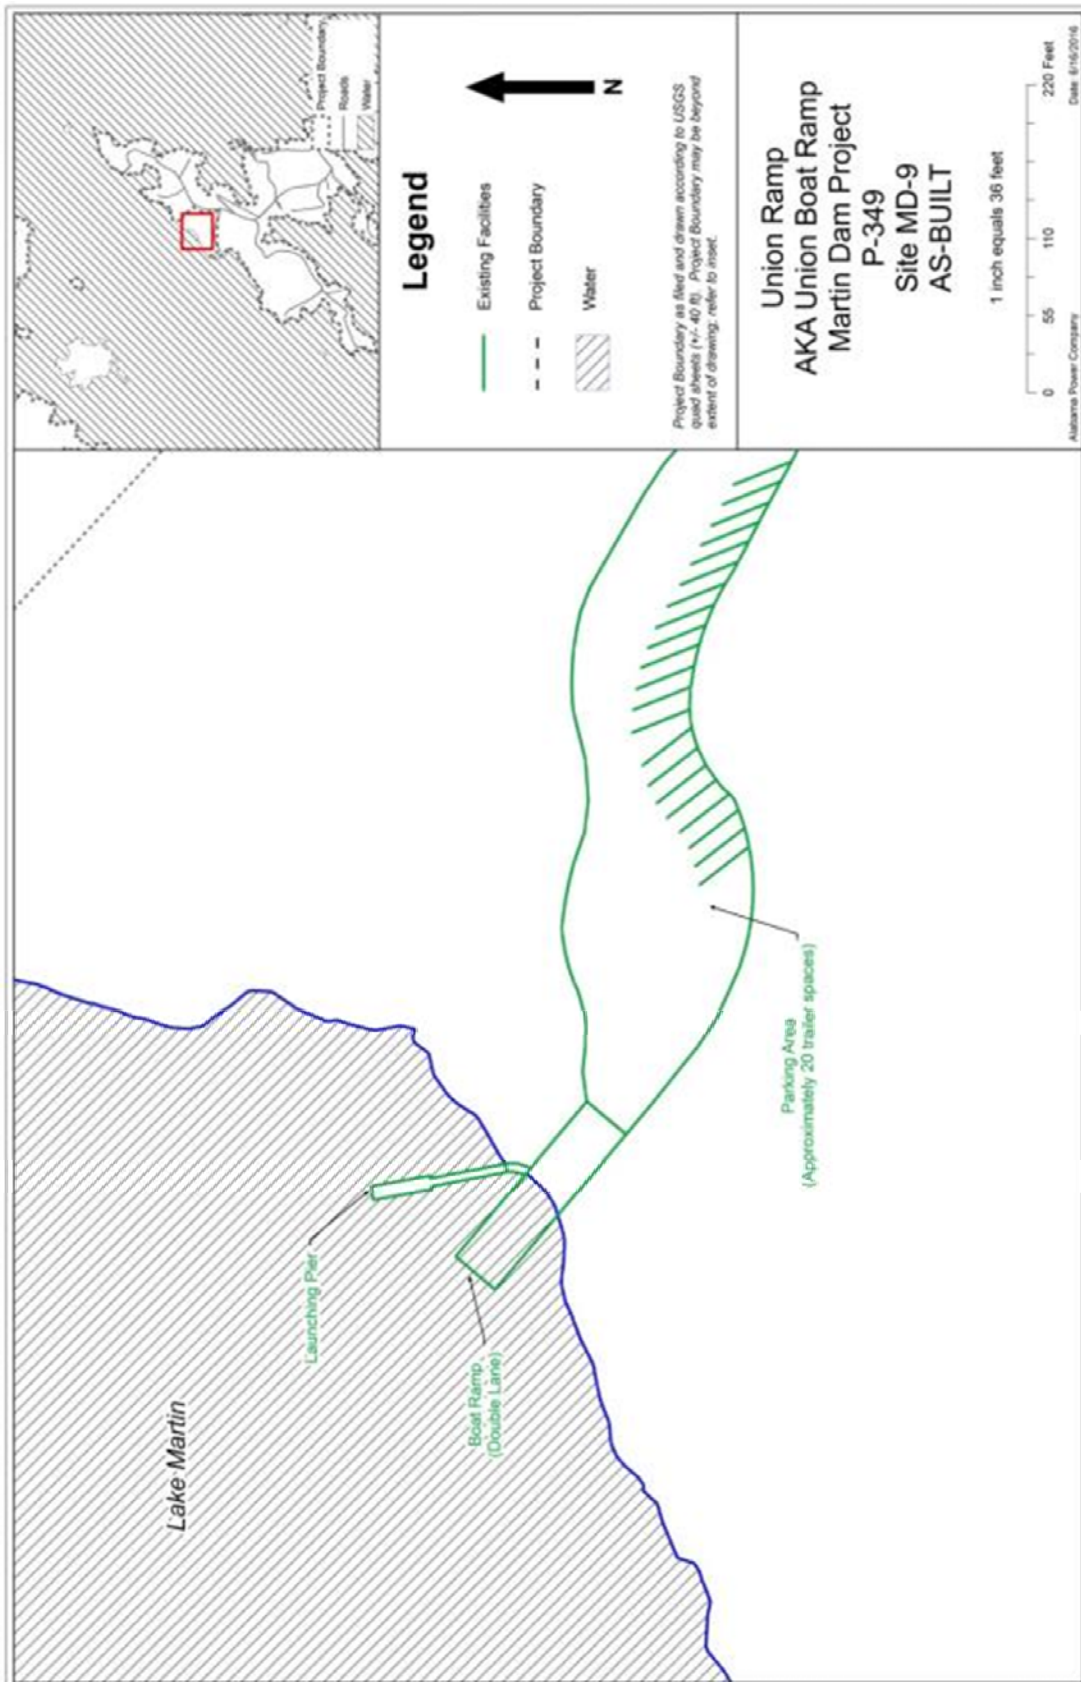 Lake Martin
Launching Pier
Boat Ramp
(Double Lane)
Parking Area
(Approximately 20 trailer spaces)
Project Boundary
Roads
Water
Legend
Existing Facilities
Project Boundary
Water
N
Project Boundary as filed and drawn according to USGS
quad sheets (+/- 40 ft). Project Boundary may be beyond
extent of drawing; refer to inset.
Union Ramp
AKA Union Boat Ramp
Martin Dam Project
P-349
Site MD-9
AS-BUILT
1 inch equals 36 feet
0 55 110 220 Feet
Alabama Power Company
Date: 6/16/2016